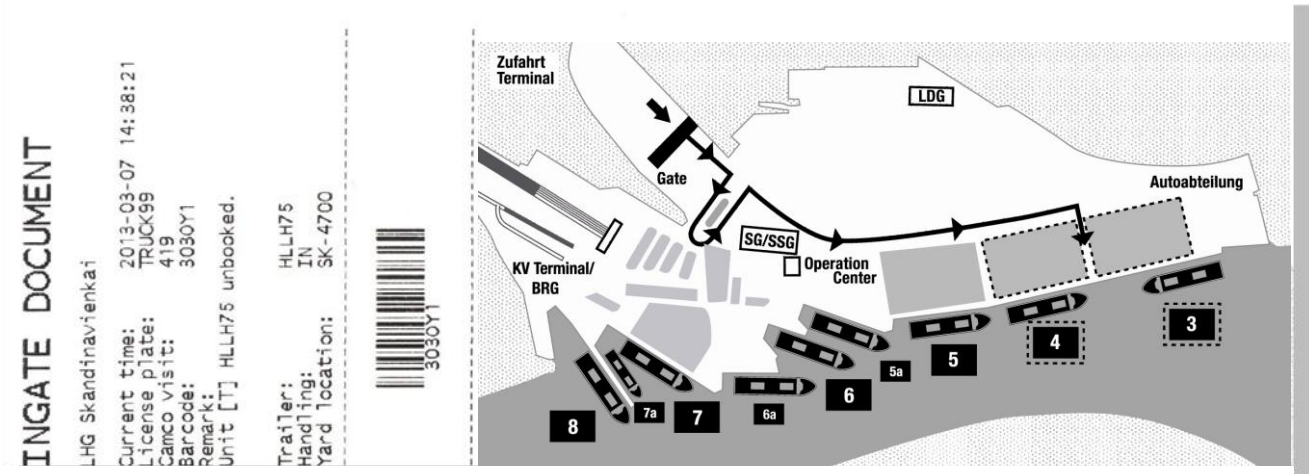 INGATE DOCUMENT
LHG Skandinavienkai
Current time: 2013-03-07 14:38:21
License plate: TRUCK99
Camco visit: 419
Barcode: 3030Y1
Remark:
Unit [T] HLLH75 unbooked.
Trailer: HLLH75
Handling: IN
Yard location: SK-4700
3030Y1
Zufahrt
Terminal
LDG
Gate
Autoabteilung
SG/SSG
Operation
Center
KV Terminal/
BRG
3
4
5
5a
6
6a
7
7a
8